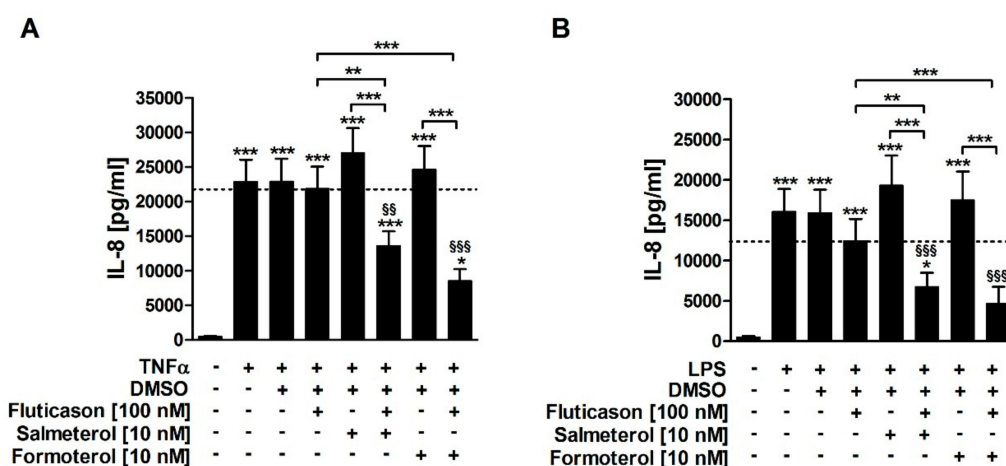 A
***
**
*** ***
*** *** *** *** *** 
§§
***
§§§
*
IL-8 [pg/ml]
35000
30000
25000
20000
15000
10000
5000
0
TNFα - + + + + + + +
DMSO - - + + + + + +
Fluticason [100 nM] - - - + - + - +
Salmeterol [10 nM] - - - - + + - -
Formoterol [10 nM] - - - - - - + +
B
***
**
*** ***
*** *** *** *** ***
§§§
*
§§§
IL-8 [pg/ml]
30000
25000
20000
15000
10000
5000
0
LPS - + + + + + + +
DMSO - - + + + + + +
Fluticason [100 nM] - - - + - + - +
Salmeterol [10 nM] - - - - + + - -
Formoterol [10 nM] - - - - - - + +